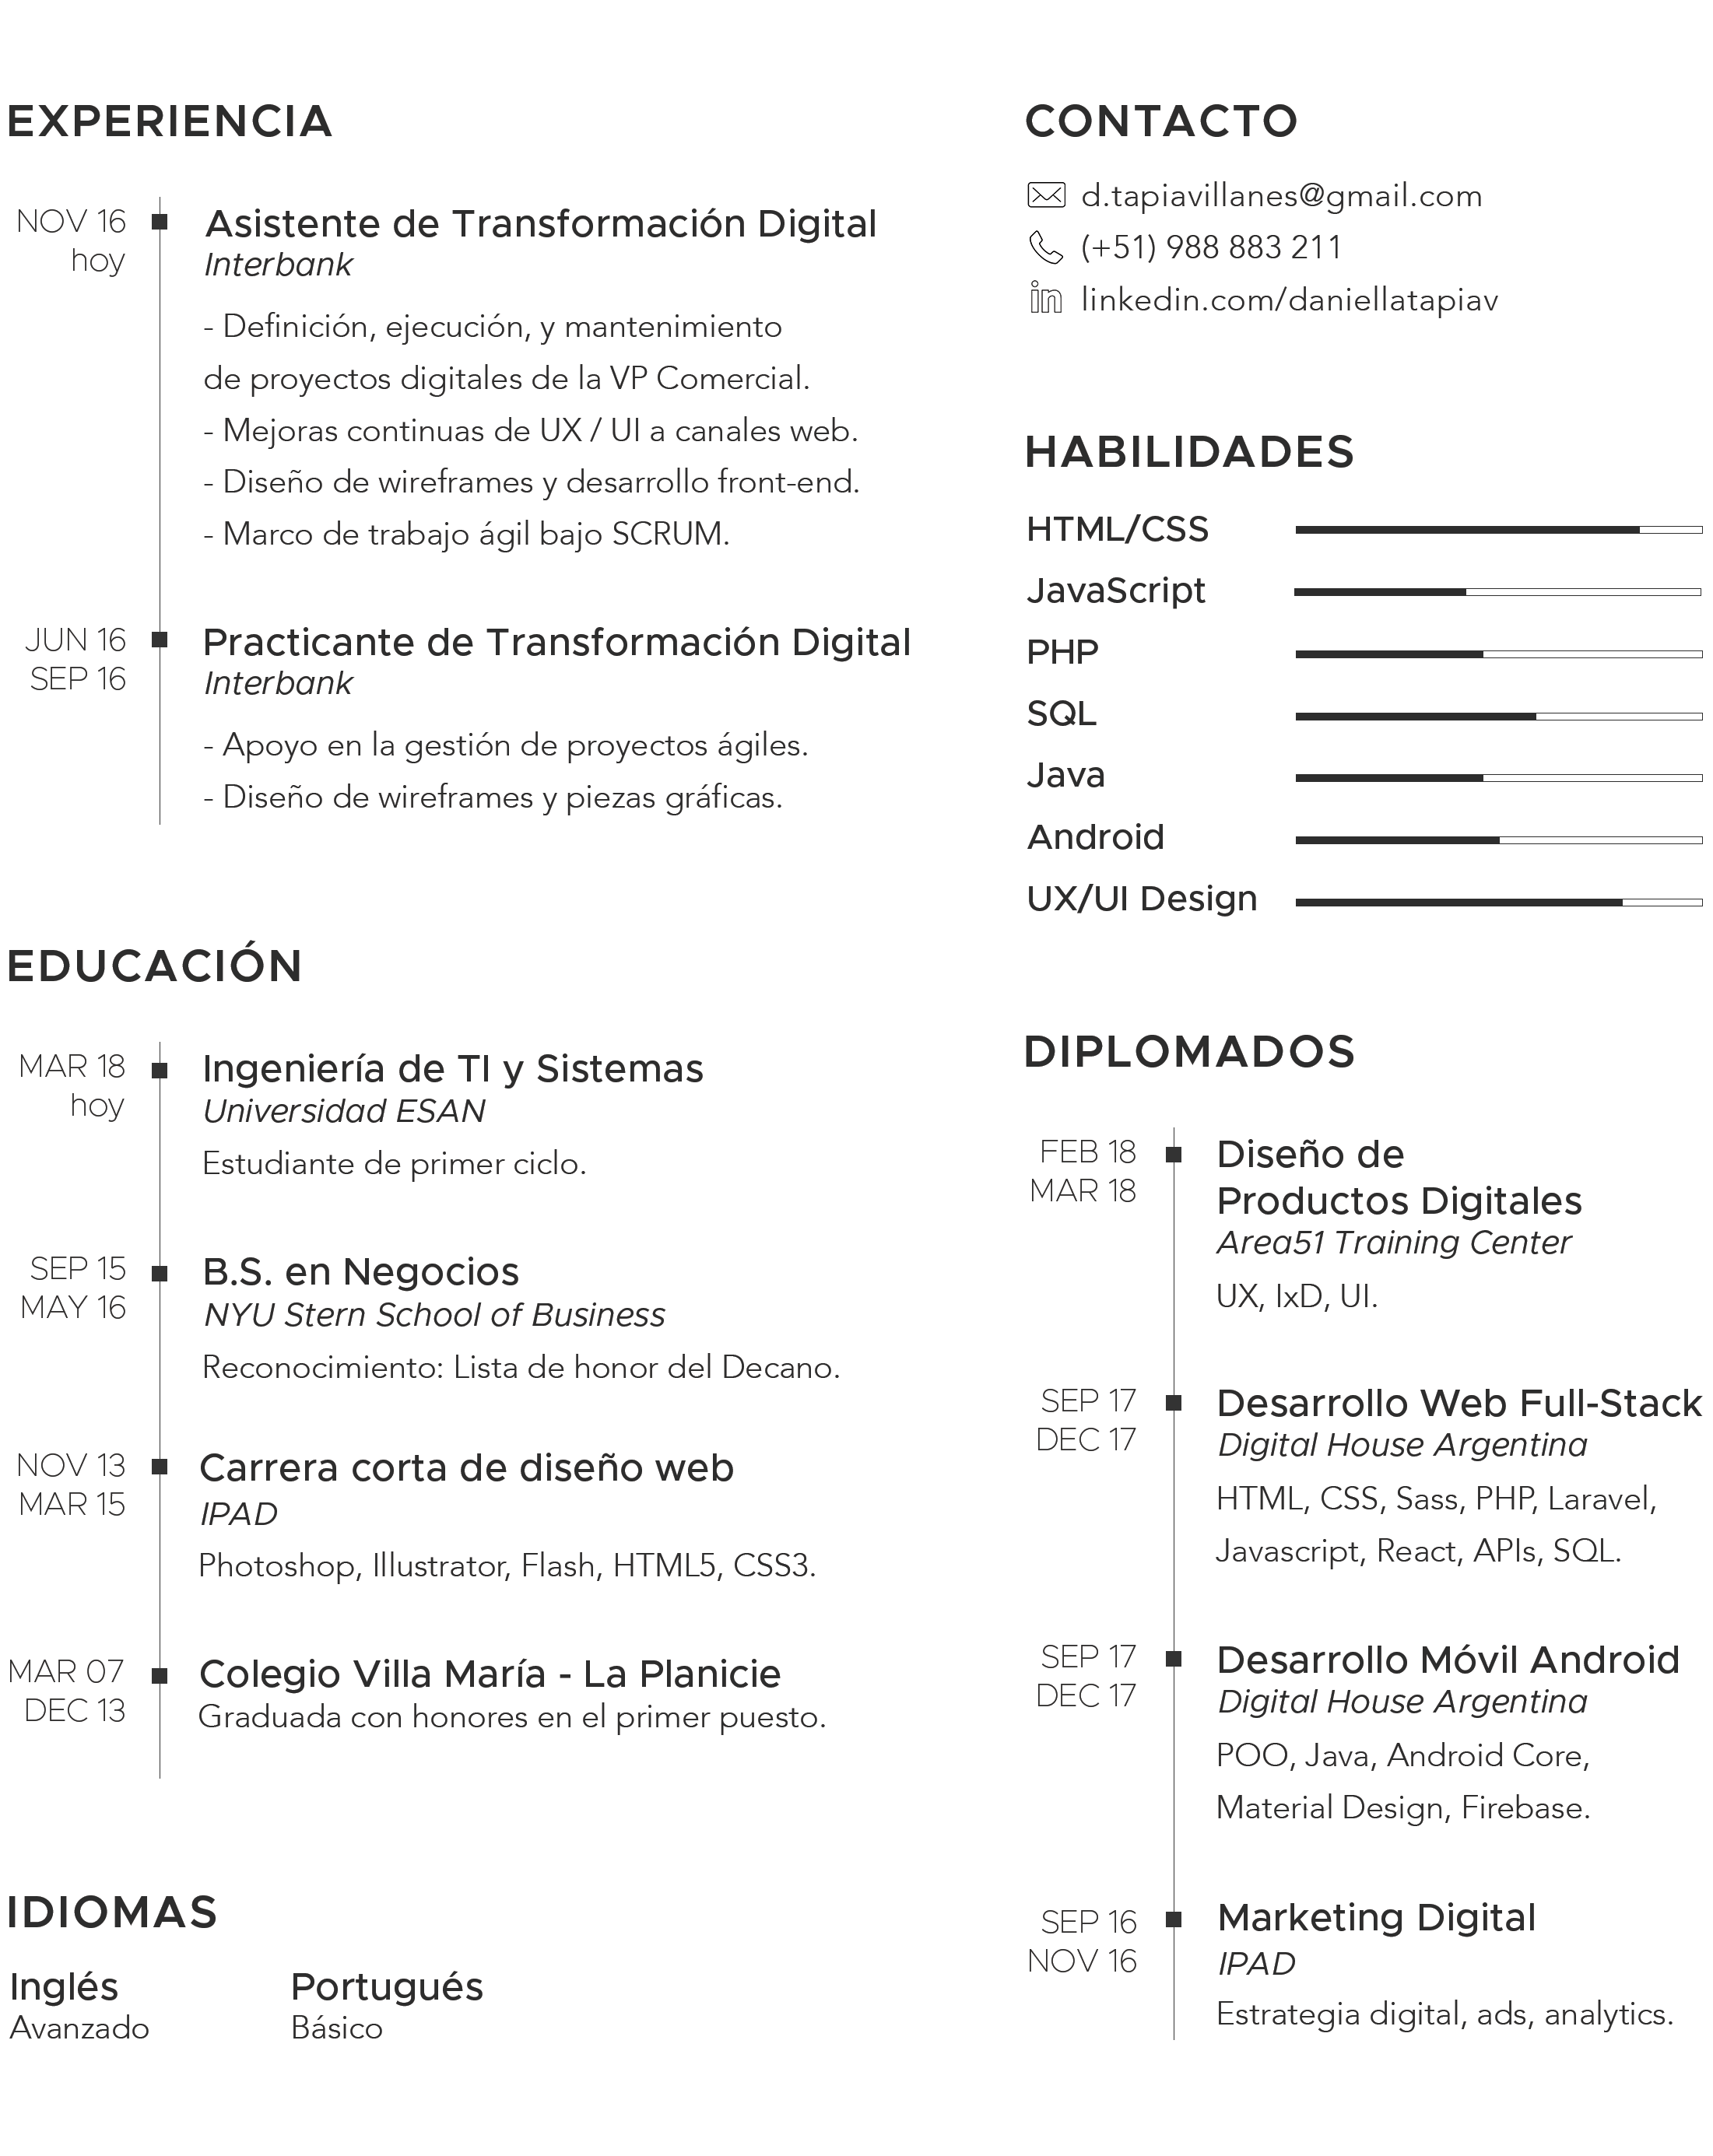 EXPERIENCIA
NOV 16
hoy
Asistente de Transformación Digital
Interbank
- Definición, ejecución, y mantenimiento
de proyectos digitales de la VP Comercial.
- Mejoras continuas de UX / UI a canales web.
- Diseño de wireframes y desarrollo front-end.
- Marco de trabajo ágil bajo SCRUM.
JUN 16
SEP 16
Practicante de Transformación Digital
Interbank
- Apoyo en la gestión de proyectos ágiles.
- Diseño de wireframes y piezas gráficas.
EDUCACIÓN
MAR 18
hoy
Ingeniería de TI y Sistemas
Universidad ESAN
Estudiante de primer ciclo.
SEP 15
MAY 16
B.S. en Negocios
NYU Stern School of Business
Reconocimiento: Lista de honor del Decano.
NOV 13
MAR 15
Carrera corta de diseño web
IPAD
Photoshop, Illustrator, Flash, HTML5, CSS3.
MAR 07
DEC 13
Colegio Villa María - La Planicie
Graduada con honores en el primer puesto.
IDIOMAS
Inglés
Avanzado
Portugués
Básico
CONTACTO
d.tapiavillanes@gmail.com
(+51) 988 883 211
in linkedin.com/daniellatapiav
HABILIDADES
HTML/CSS
JavaScript
PHP
SQL
Java
Android
UX/UI Design
DIPLOMADOS
FEB 18
MAR 18
Diseño de
Productos Digitales
Area51 Training Center
UX, IxD, UI.
SEP 17
DEC 17
Desarrollo Web Full-Stack
Digital House Argentina
HTML, CSS, Sass, PHP, Laravel,
Javascript, React, APIs, SQL.
SEP 17
DEC 17
Desarrollo Móvil Android
Digital House Argentina
POO, Java, Android Core,
Material Design, Firebase.
SEP 16
NOV 16
Marketing Digital
IPAD
Estrategia digital, ads, analytics.